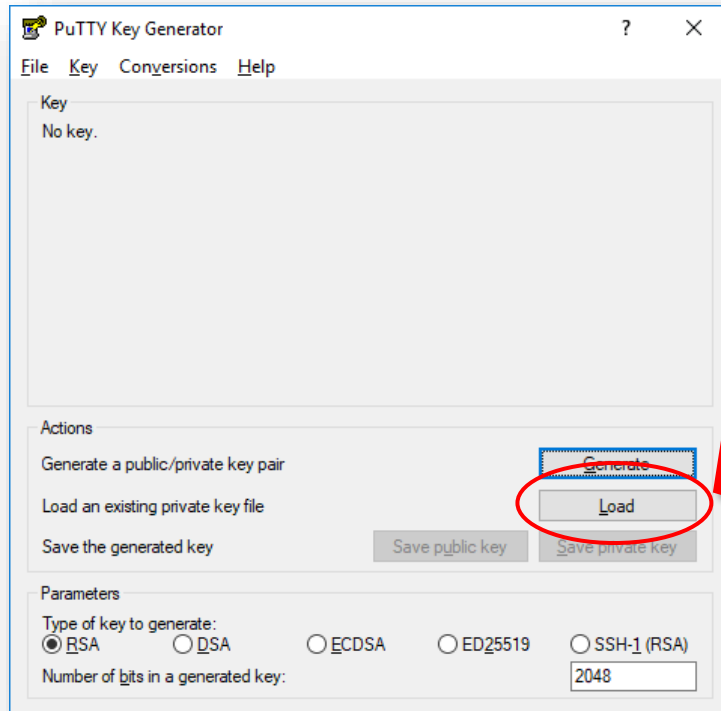 PuTTY Key Generator ?
File Key Conversions Help
Key
No key.
Actions
Generate a public/private key pair Generate
Load an existing private key file Load
Save the generated key Save public key Save private key
Parameters
Type of key to generate:
RSA DSA ECDSA ED25519 SSH-1 (RSA)
Number of bits in a generated key: 2048